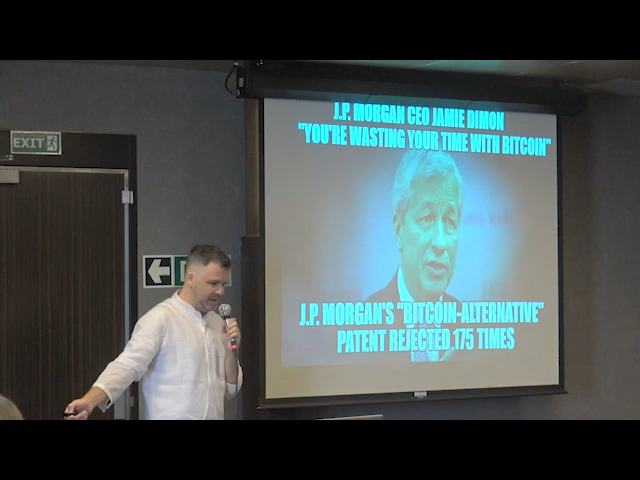 EXIT
J.P. MORGAN CEO JAMIE DIMON
"YOU'RE WASTING YOUR TIME WITH BITCOIN"
J.P. MORGAN'S "BITCOIN-ALTERNATIVE"
PATENT REJECTED 175 TIMES